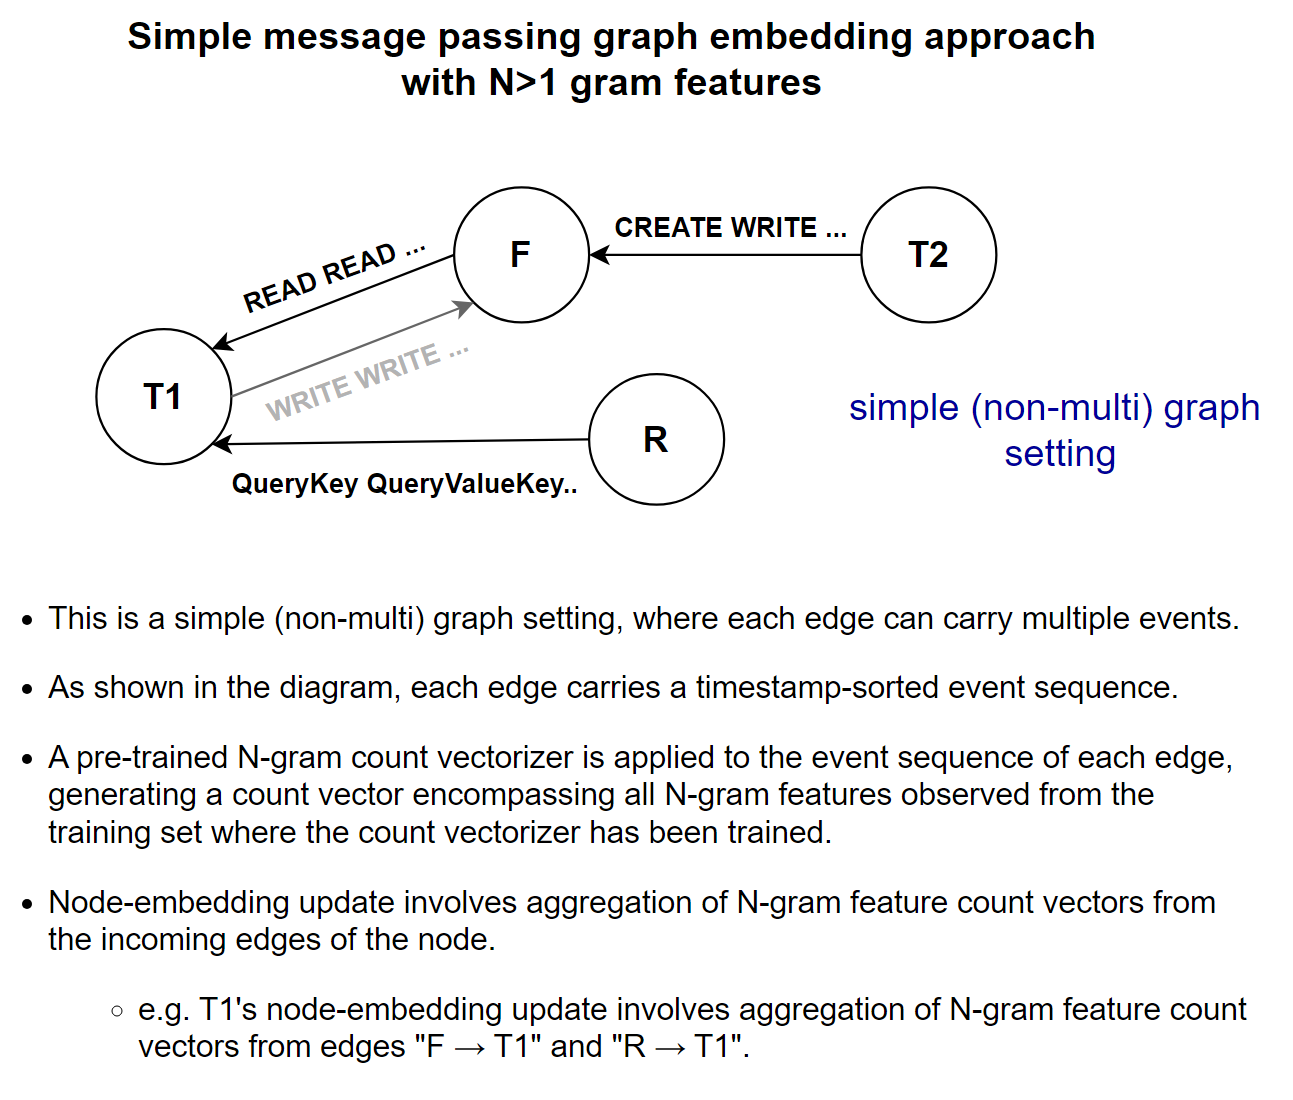 Simple message passing graph embedding approach
with N>1 gram features
CREATE WRITE ...
F
T2
READ READ ...
WRITE WRITE ...
T1
simple (non-multi) graph
setting
R
QueryKey QueryValueKey..
• This is a simple (non-multi) graph setting, where each edge can carry multiple events.
• As shown in the diagram, each edge carries a timestamp-sorted event sequence.
• A pre-trained N-gram count vectorizer is applied to the event sequence of each edge,
generating a count vector encompassing all N-gram features observed from the
training set where the count vectorizer has been trained.
• Node-embedding update involves aggregation of N-gram feature count vectors from
the incoming edges of the node.
○ e.g. T1's node-embedding update involves aggregation of N-gram feature count
vectors from edges "F → T1" and "R → T1".